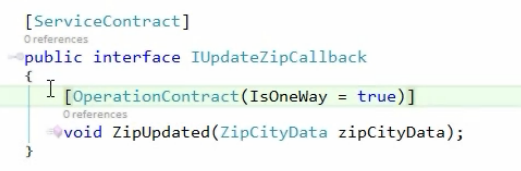 [ServiceContract]
0 references
public interface IUpdateZipCallback
{
[OperationContract(IsOneWay = true)]
0 references
void ZipUpdated(ZipCityData zipCityData);
}